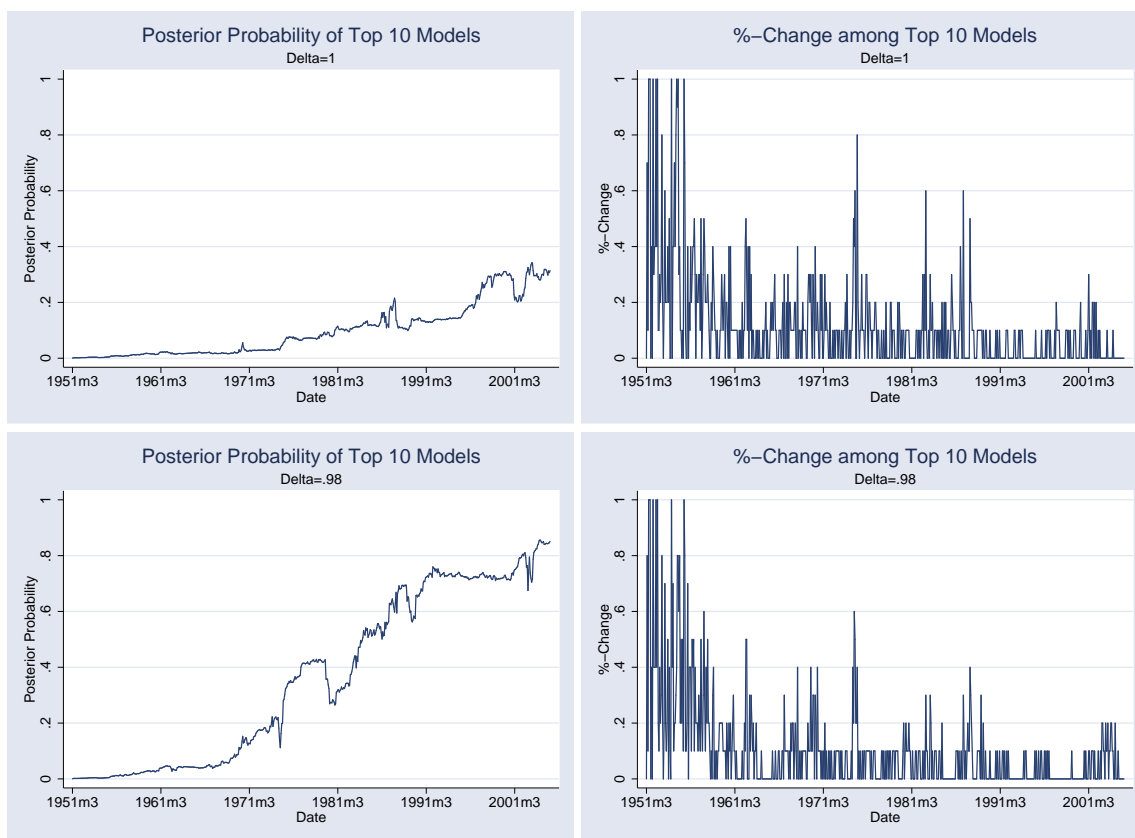 Posterior Probability of Top 10 Models
Delta=1
Posterior Probability
1
.8
.6
.4
.2
0
1951m3 1961m3 1971m3 1981m3 1991m3 2001m3
Date
%−Change among Top 10 Models
Delta=1
%−Change
1
.8
.6
.4
.2
0
1951m3 1961m3 1971m3 1981m3 1991m3 2001m3
Date
Posterior Probability of Top 10 Models
Delta=.98
Posterior Probability
1
.8
.6
.4
.2
0
1951m3 1961m3 1971m3 1981m3 1991m3 2001m3
Date
%−Change among Top 10 Models
Delta=.98
%−Change
1
.8
.6
.4
.2
0
1951m3 1961m3 1971m3 1981m3 1991m3 2001m3
Date